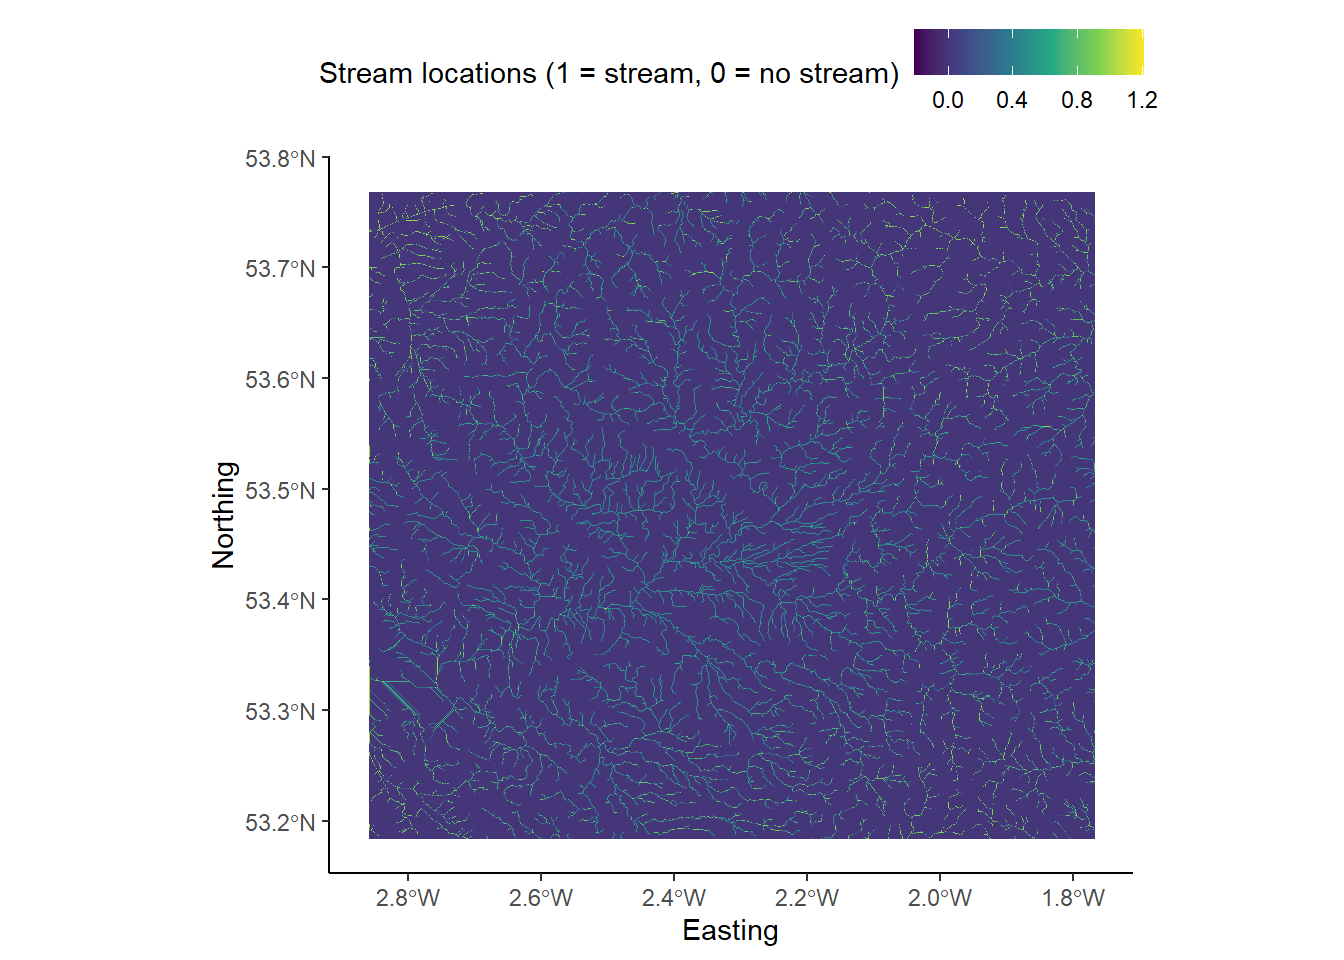 Stream locations (1 = stream, 0 = no stream)
0.0 0.4 0.8 1.2
53.8°N
53.7°N
53.6°N
53.5°N
53.4°N
53.3°N
53.2°N
Northing
2.8°W 2.6°W 2.4°W 2.2°W 2.0°W 1.8°W
Easting